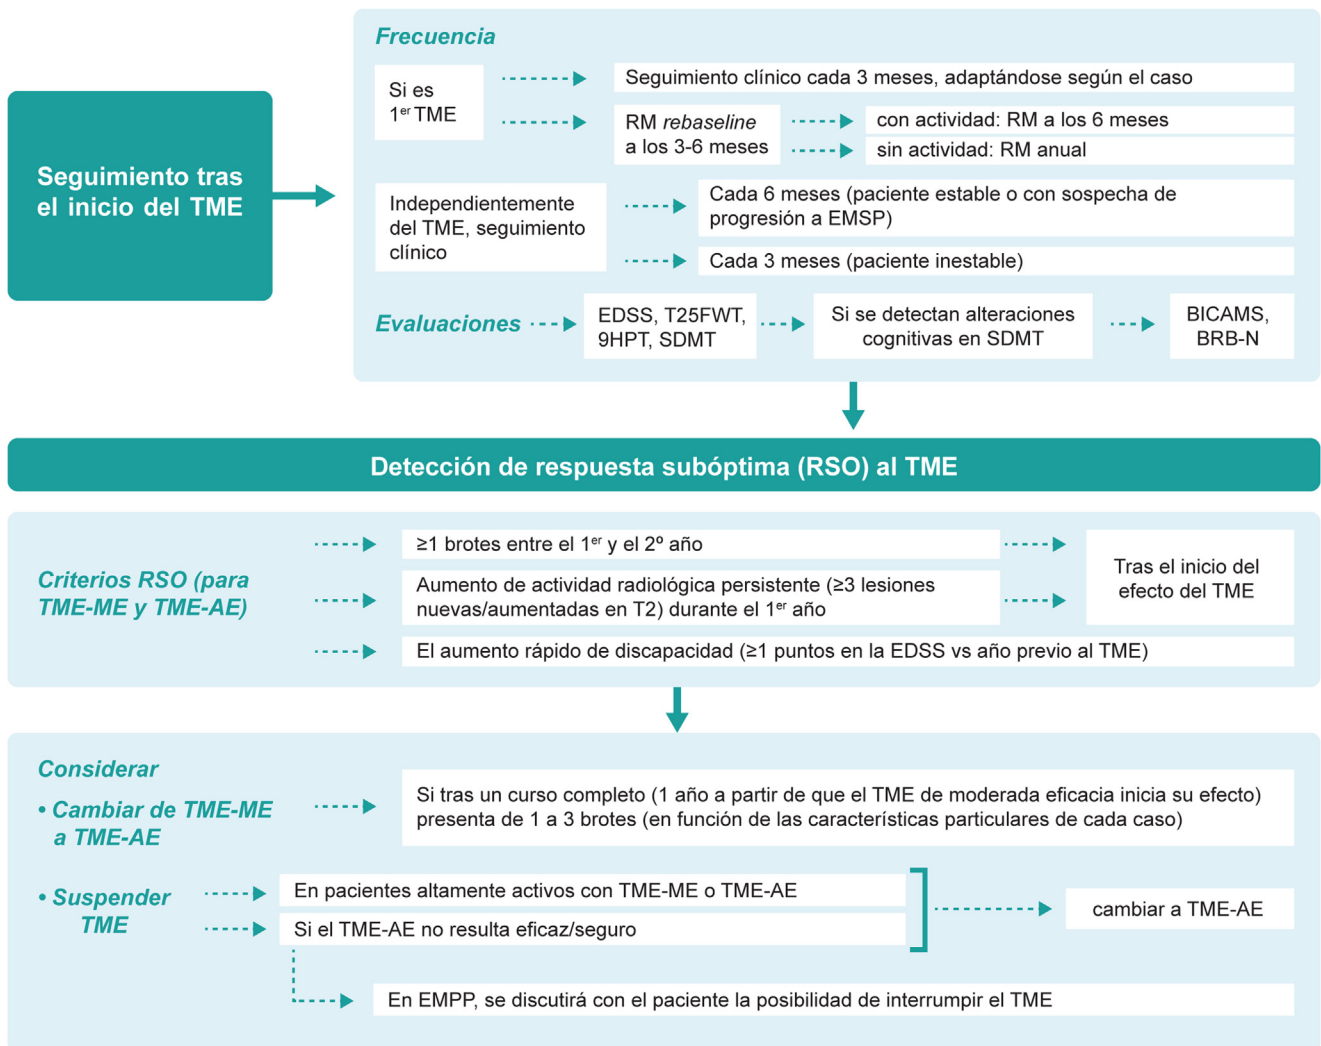 Seguimiento tras
el inicio del TME
Frecuencia
Si es
1er TME
Seguimiento clínico cada 3 meses, adaptándose según el caso
RM rebaseline
a los 3-6 meses
con actividad: RM a los 6 meses
sin actividad: RM anual
Independientemente
del TME, seguimiento
clínico
Cada 6 meses (paciente estable o con sospecha de
progresión a EMSP)
Cada 3 meses (paciente inestable)
Evaluaciones
EDSS, T25FWT,
9HPT, SDMT
Si se detectan alteraciones
cognitivas en SDMT
BICAMS,
BRB-N
Detección de respuesta subóptima (RSO) al TME
Criterios RSO (para
TME-ME y TME-AE)
≥1 brotes entre el 1er y el 2º año
Aumento de actividad radiológica persistente (≥3 lesiones
nuevas/aumentadas en T2) durante el 1er año
Tras el inicio del
efecto del TME
El aumento rápido de discapacidad (≥1 puntos en la EDSS vs año previo al TME)
Considerar
• Cambiar de TME-ME
a TME-AE
Si tras un curso completo (1 año a partir de que el TME de moderada eficacia inicia su efecto)
presenta de 1 a 3 brotes (en función de las características particulares de cada caso)
• Suspender
TME
En pacientes altamente activos con TME-ME o TME-AE
Si el TME-AE no resulta eficaz/seguro
cambiar a TME-AE
En EMPP, se discutirá con el paciente la posibilidad de interrumpir el TME